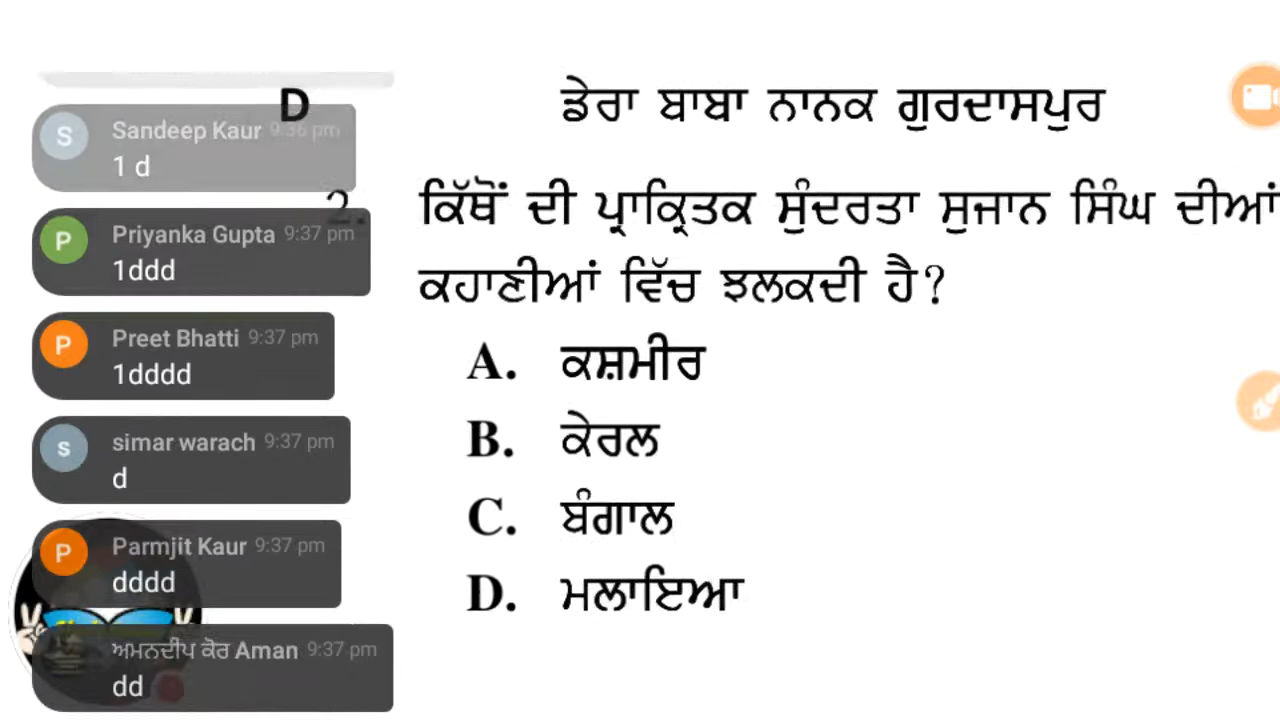 D ਡੇਰਾ ਬਾਬਾ ਨਾਨਕ ਗੁਰਦਾਸਪੁਰ
2. ਕਿੱਥੋਂ ਦੀ ਪ੍ਰਾਕ੍ਰਿਤਕ ਸੁੰਦਰਤਾ ਸੁਜਾਨ ਸਿੰਘ ਦੀਆਂ
ਕਹਾਣੀਆਂ ਵਿੱਚ ਝਲਕਦੀ ਹੈ?
A. ਕਸ਼ਮੀਰ
B. ਕੇਰਲ
C. ਬੰਗਾਲ
D. ਮਲਾਇਆ
S Sandeep Kaur 9:36 pm
1 d
P Priyanka Gupta 9:37 pm
1ddd
P Preet Bhatti 9:37 pm
1dddd
s simar warach 9:37 pm
d
P Parmjit Kaur 9:37 pm
dddd
ਅਮਨਦੀਪ ਕੋਰ Aman 9:37 pm
dd